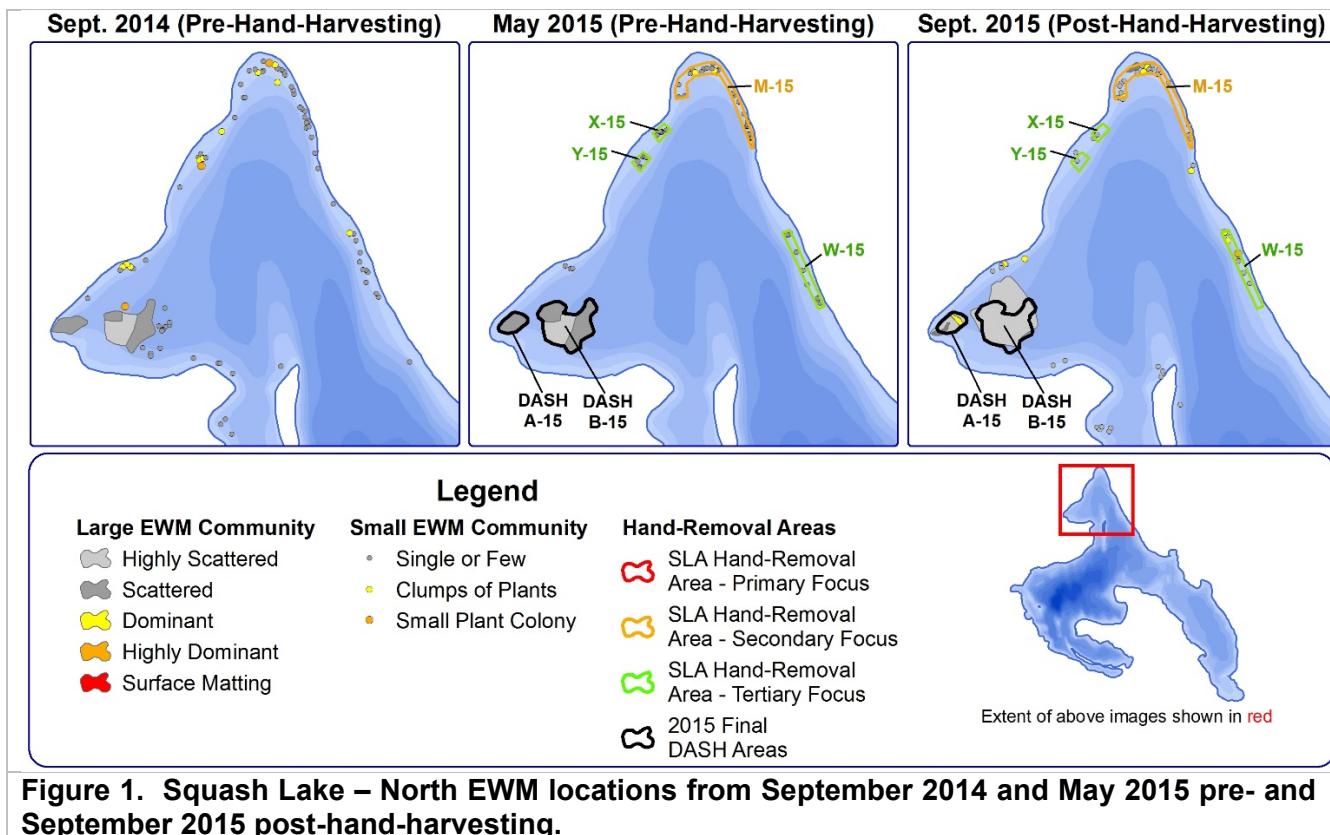 Sept. 2014 (Pre-Hand-Harvesting)
May 2015 (Pre-Hand-Harvesting)
Sept. 2015 (Post-Hand-Harvesting)
M-15
X-15
Y-15
W-15
DASH
A-15
DASH
B-15
M-15
X-15
Y-15
W-15
DASH
A-15
DASH
B-15
Legend
Large EWM Community
Highly Scattered
Scattered
Dominant
Highly Dominant
Surface Matting
Small EWM Community
Single or Few
Clumps of Plants
Small Plant Colony
Hand-Removal Areas
SLA Hand-Removal
Area - Primary Focus
SLA Hand-Removal
Area - Secondary Focus
SLA Hand-Removal
Area - Tertiary Focus
2015 Final
DASH Areas
Extent of above images shown in red
Figure 1. Squash Lake – North EWM locations from September 2014 and May 2015 pre- and
September 2015 post-hand-harvesting.